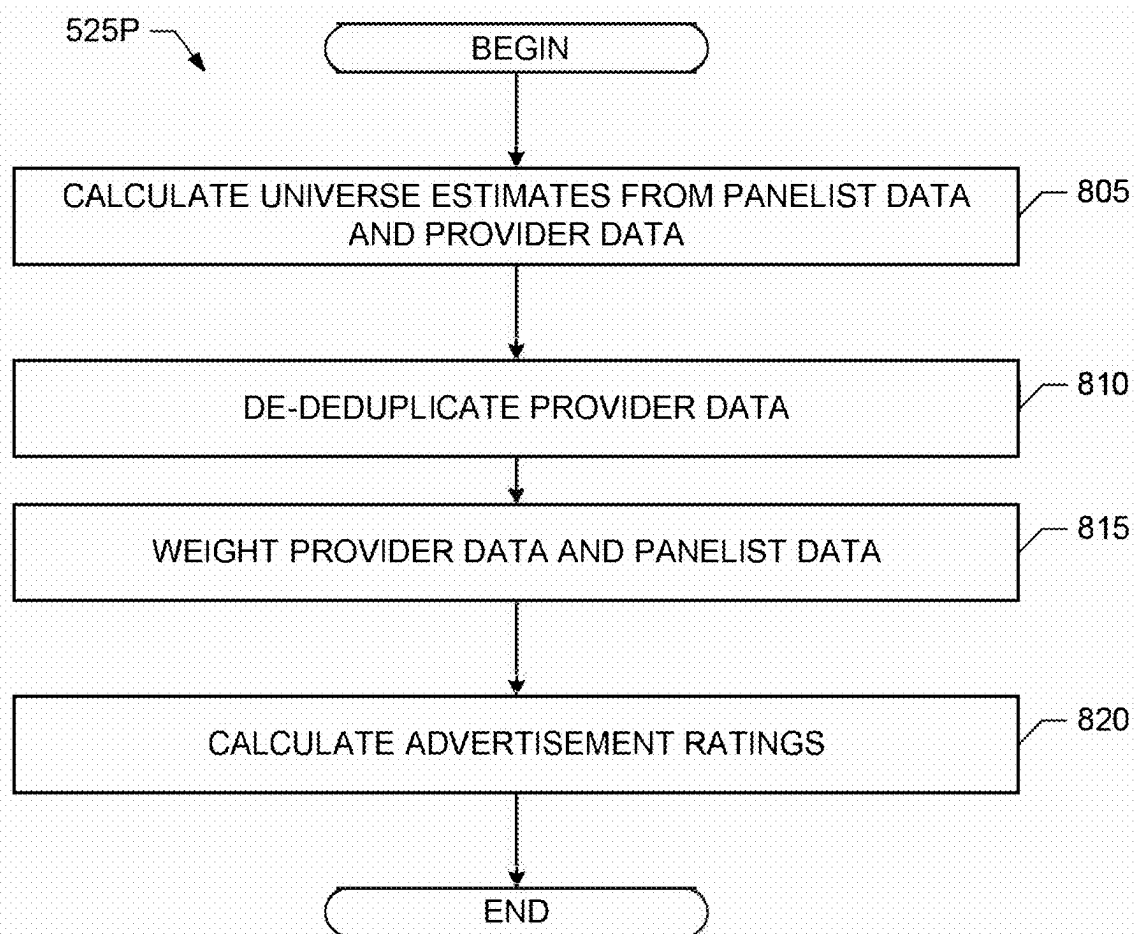 525P
BEGIN
CALCULATE UNIVERSE ESTIMATES FROM PANELIST DATA
AND PROVIDER DATA
805
DE-DEDUPLICATE PROVIDER DATA
810
WEIGHT PROVIDER DATA AND PANELIST DATA
815
CALCULATE ADVERTISEMENT RATINGS
820
END